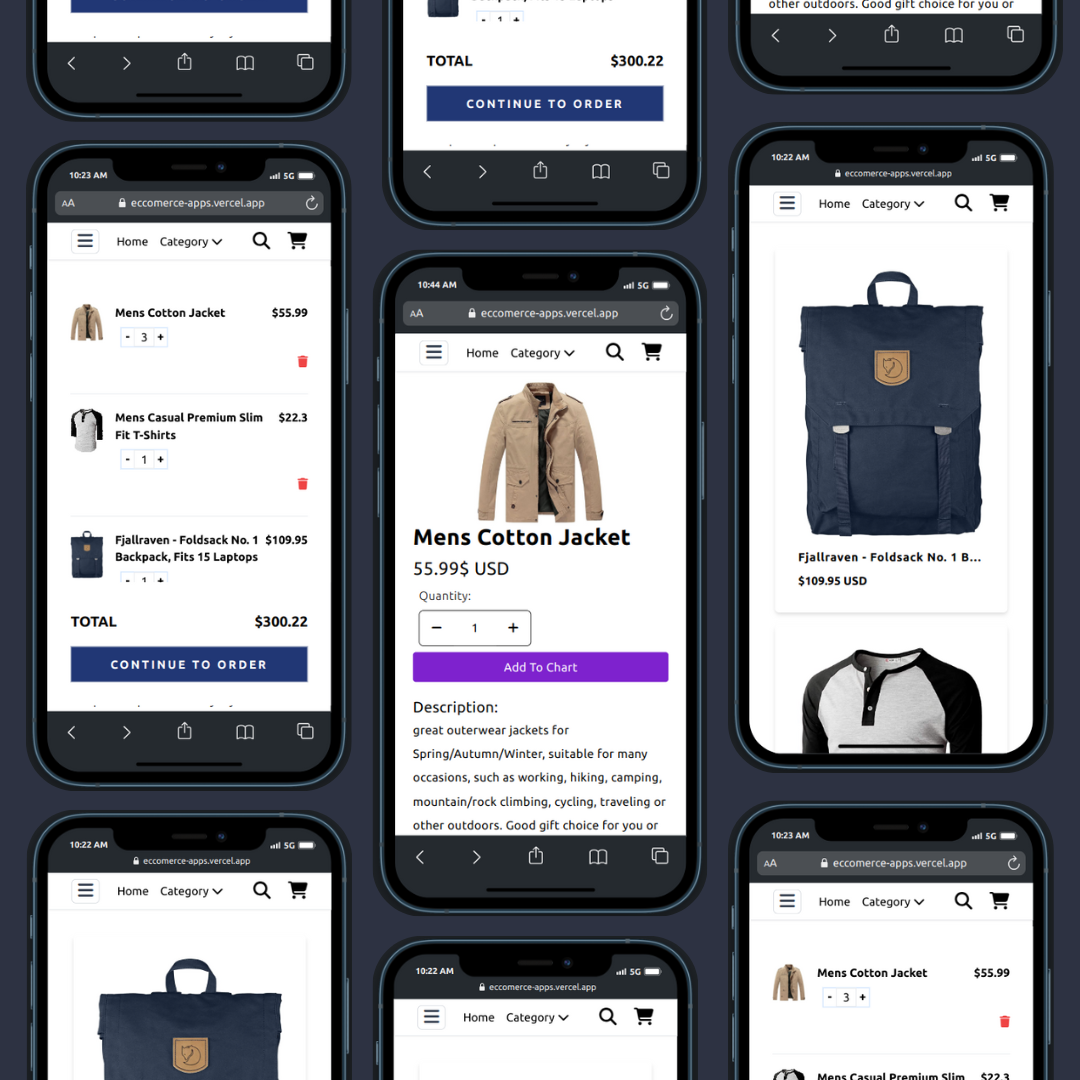 other outdoors. Good gift choice for you or
- 1 +
TOTAL $300.22
CONTINUE TO ORDER
10:23 AM 5G
AA eccomerce-apps.vercel.app
Home Category
Mens Cotton Jacket $55.99
- 3 +
Mens Casual Premium Slim $22.3
Fit T-Shirts
- 1 +
Fjallraven - Foldsack No. 1 $109.95
Backpack, Fits 15 Laptops
- 1 +
TOTAL $300.22
CONTINUE TO ORDER
10:44 AM 5G
AA eccomerce-apps.vercel.app
Home Category
Mens Cotton Jacket
55.99$ USD
Quantity:
− 1 +
Add To Chart
Description:
great outerwear jackets for
Spring/Autumn/Winter, suitable for many
occasions, such as working, hiking, camping,
mountain/rock climbing, cycling, traveling or
other outdoors. Good gift choice for you or
10:22 AM 5G
eccomerce-apps.vercel.app
Home Category
Fjallraven - Foldsack No. 1 B...
$109.95 USD
10:22 AM 5G
eccomerce-apps.vercel.app
Home Category
10:22 AM 5G
eccomerce-apps.vercel.app
Home Category
10:23 AM 5G
AA eccomerce-apps.vercel.app
Home Category
Mens Cotton Jacket $55.99
- 3 +
Mens Casual Premium Slim $22.3